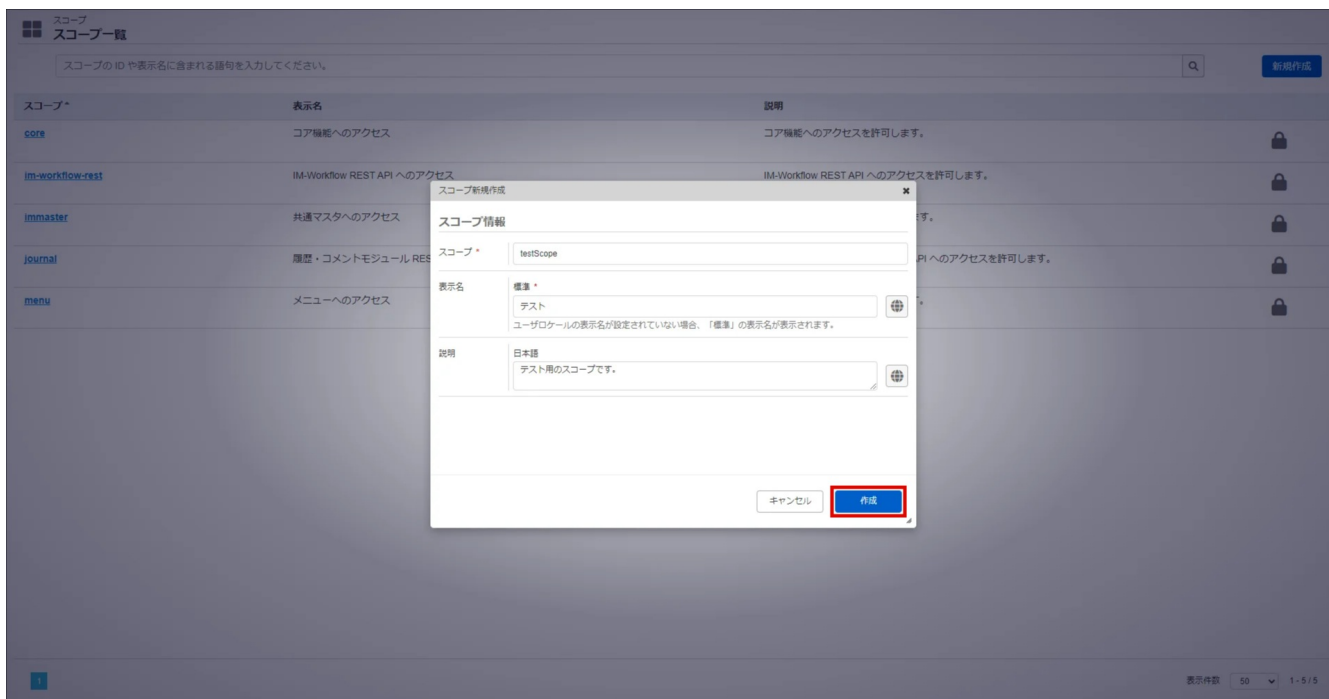 スコープ
スコープ一覧
スコープの ID や表示名に含まれる語句を入力してください。
新規作成
スコープ 表示名 説明
core コア機能へのアクセス コア機能へのアクセスを許可します。
im-workflow-rest IM-Workflow REST API へのアクセス IM-Workflow REST API へのアクセスを許可します。
immaster 共通マスタへのアクセス ます。
journal 履歴・コメントモジュール RES API へのアクセスを許可します。
menu メニューへのアクセス
スコープ新規作成
スコープ情報
スコープ * testScope
表示名 標準 *
テスト
ユーザロケールの表示名が設定されていない場合、「標準」の表示名が表示されます。
説明 日本語
テスト用のスコープです。
キャンセル 作成
1 表示件数 50 1 - 5 / 5